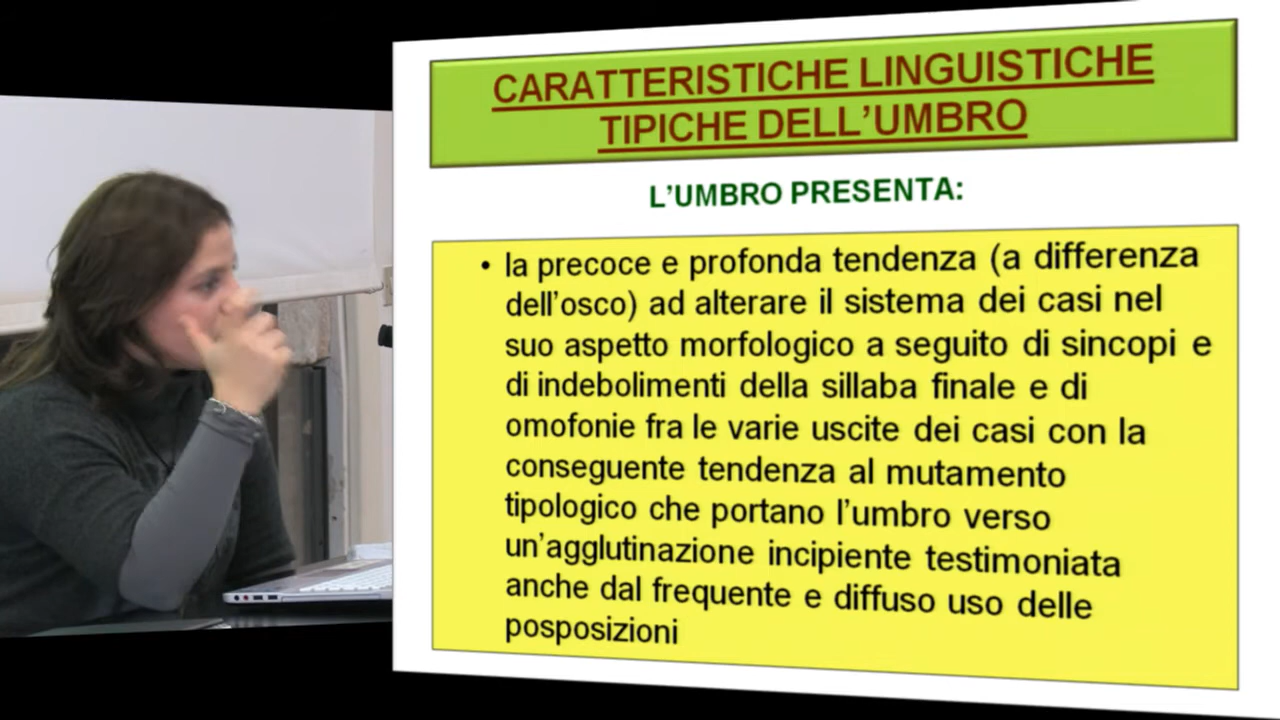 CARATTERISTICHE LINGUISTICHE
TIPICHE DELL'UMBRO
L'UMBRO PRESENTA:
• la precoce e profonda tendenza (a differenza
dell'osco) ad alterare il sistema dei casi nel
suo aspetto morfologico a seguito di sincopi e
di indebolimenti della sillaba finale e di
omofonie fra le varie uscite dei casi con la
conseguente tendenza al mutamento
tipologico che portano l'umbro verso
un'agglutinazione incipiente testimoniata
anche dal frequente e diffuso uso delle
posposizioni